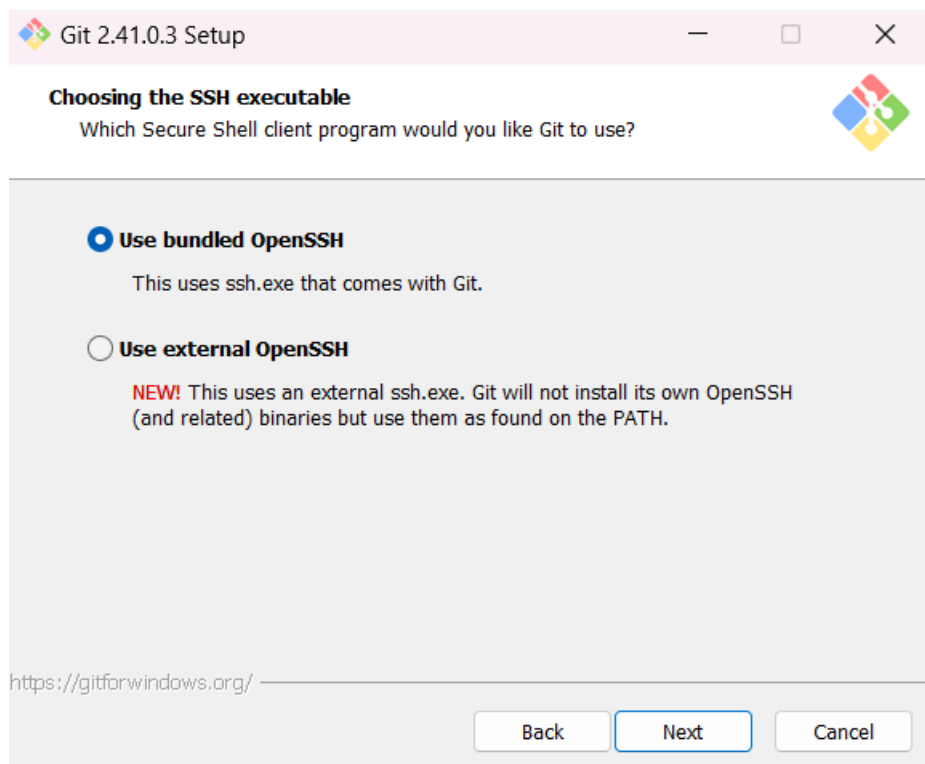 Git 2.41.0.3 Setup
Choosing the SSH executable
Which Secure Shell client program would you like Git to use?
Use bundled OpenSSH
This uses ssh.exe that comes with Git.
Use external OpenSSH
NEW! This uses an external ssh.exe. Git will not install its own OpenSSH
(and related) binaries but use them as found on the PATH.
https://gitforwindows.org/
Back Next Cancel